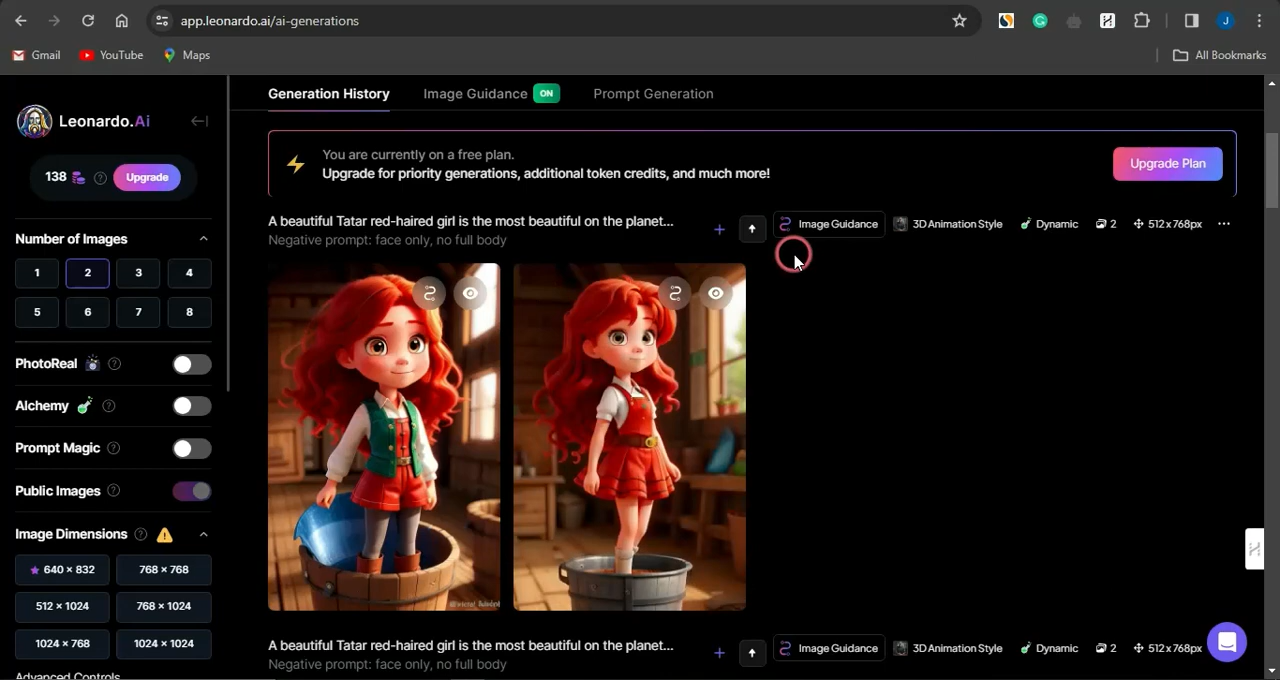 app.leonardo.ai/ai-generations
J
Gmail
YouTube
Maps
All Bookmarks
Leonardo.Ai
138
Upgrade
Number of Images
1
2
3
4
5
6
7
8
PhotoReal
Alchemy
Prompt Magic
Public Images
Image Dimensions
640 × 832
768 × 768
512 × 1024
768 × 1024
1024 × 768
1024 × 1024
Advanced Controls
Generation History
Image Guidance ON
Prompt Generation
You are currently on a free plan.
Upgrade for priority generations, additional token credits, and much more!
Upgrade Plan
A beautiful Tatar red-haired girl is the most beautiful on the planet...
Negative prompt: face only, no full body
Image Guidance
3D Animation Style
Dynamic
2
512 x 768px
A beautiful Tatar red-haired girl is the most beautiful on the planet...
Negative prompt: face only, no full body
Image Guidance
3D Animation Style
Dynamic
2
512 x 768px